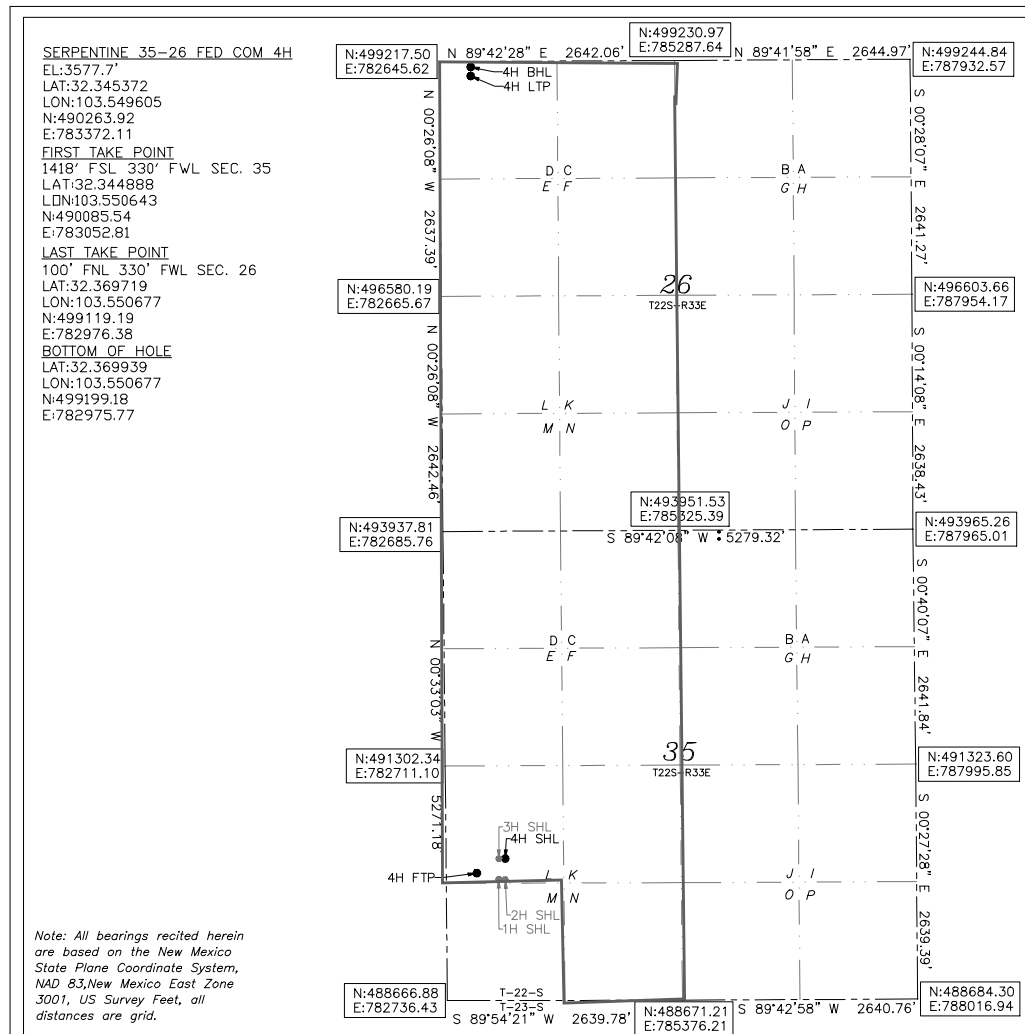 SERPENTINE 35-26 FED COM 4H
EL:3577.7'
LAT:32.345372
LON:103.549605
N:490263.92
E:783372.11
FIRST TAKE POINT
1418' FSL 330' FWL SEC. 35
LAT:32.344888
LON:103.550643
N:490085.54
E:783052.81
LAST TAKE POINT
100' FNL 330' FWL SEC. 26
LAT:32.369719
LON:103.550677
N:499119.19
E:782976.38
BOTTOM OF HOLE
LAT:32.369939
LON:103.550677
N:499199.18
E:782975.77
N:499217.50
E:782645.62
N 89°42'28" E 2642.06'
N:499230.97
E:785287.64
N 89°41'58" E 2644.97'
N:499244.84
E:787932.57
4H BHL
4H LTP
N 00°26'08" W 2637.39'
S 00°28'07" E 2641.27'
D C
E F
B A
G H
N:496580.19
E:782665.67
26
T22S-R33E
N:496603.66
E:787954.17
N 00°26'08" W 2642.46'
S 00°14'08" E 2638.43'
L K
M N
J I
O P
N:493937.81
E:782685.76
N:493951.53
E:785325.39
S 89°42'08" W : 5279.32'
N:493965.26
E:787965.01
N 00°33'03" W 5271.18'
S 00°40'07" E 2641.84'
D C
E F
B A
G H
N:491302.34
E:782711.10
35
T22S-R33E
N:491323.60
E:787995.85
S 00°27'28" E 2639.39'
3H SHL
4H SHL
4H FTP
L K
M N
J I
O P
2H SHL
1H SHL
N:488666.88
E:782736.43
T-22-S
T-23-S
S 89°54'21" W 2639.78'
N:488671.21
E:785376.21
S 89°42'58" W 2640.76'
N:488684.30
E:788016.94
Note: All bearings recited herein
are based on the New Mexico
State Plane Coordinate System,
NAD 83,New Mexico East Zone
3001, US Survey Feet, all
distances are grid.